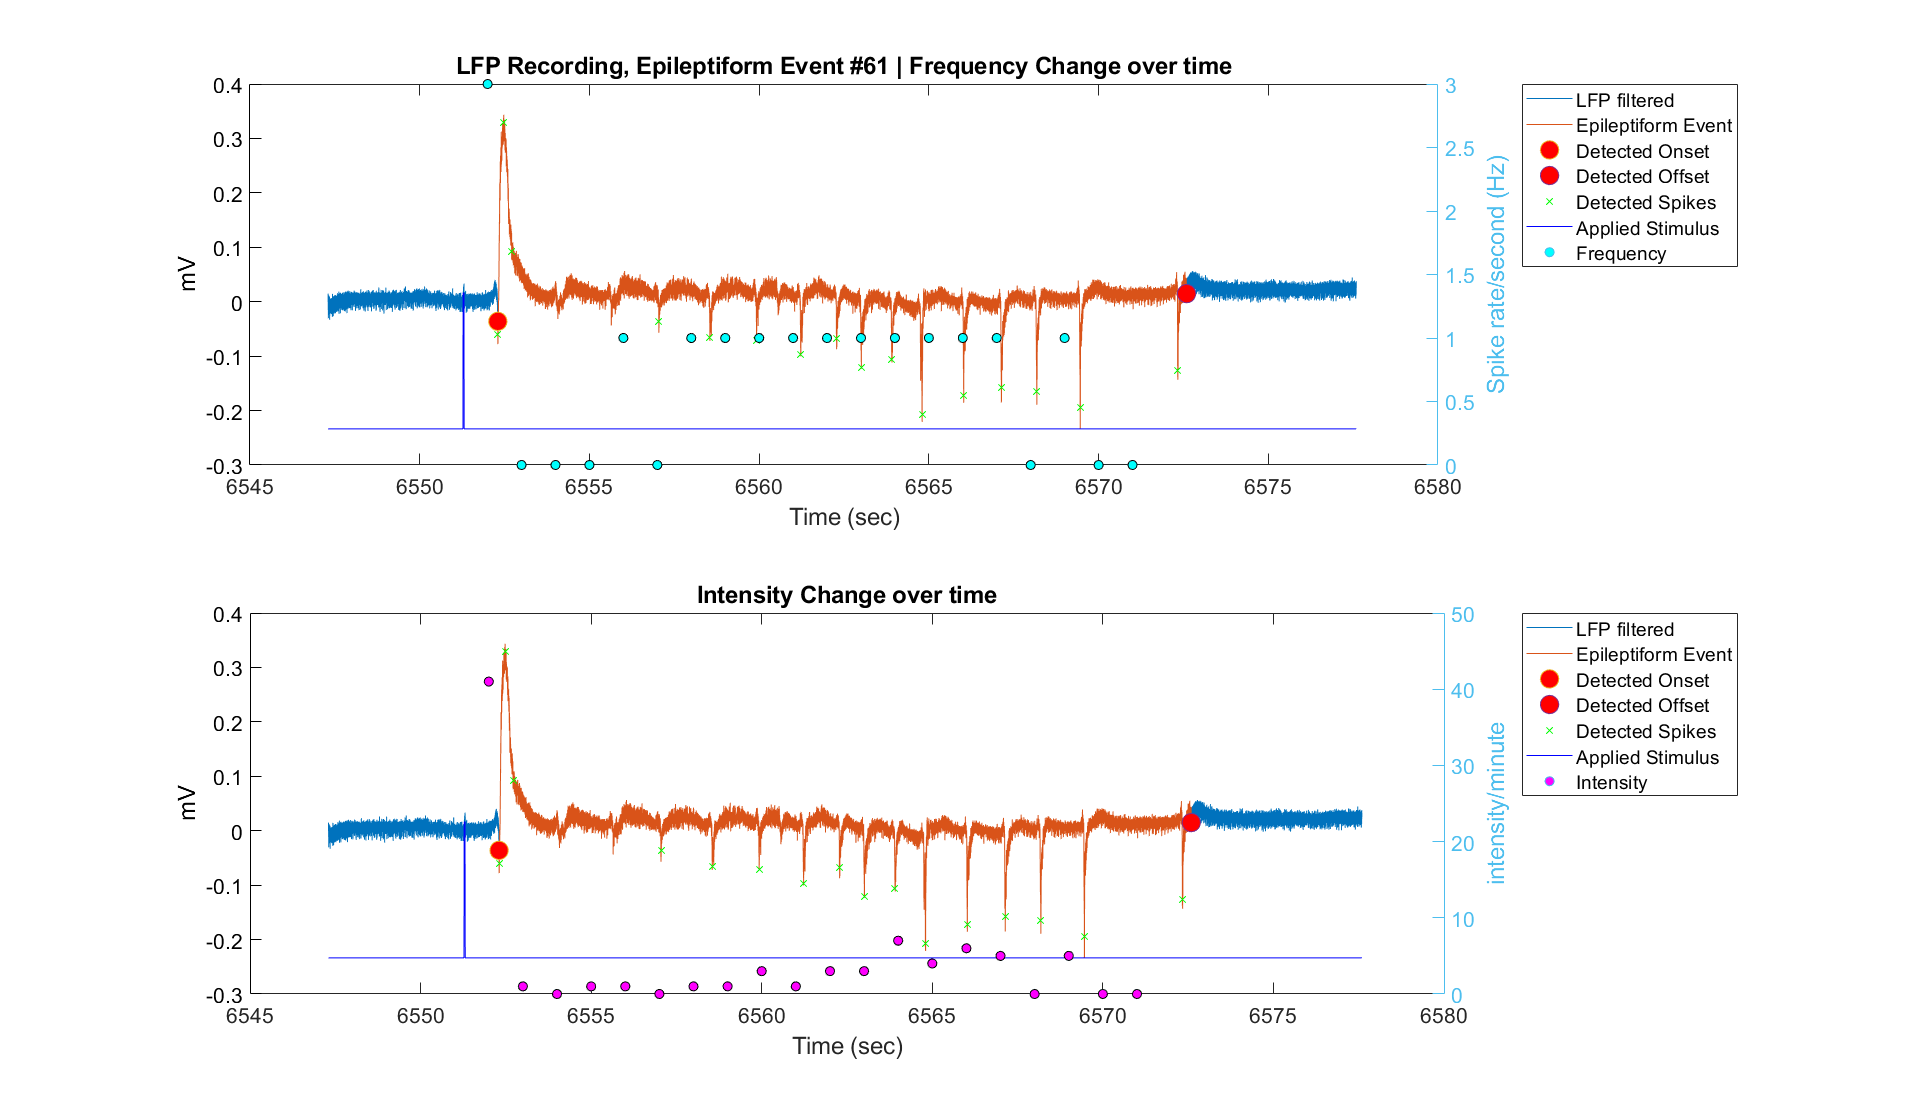 LFP Recording, Epileptiform Event #61 | Frequency Change over time
0.4
0.3
0.2
0.1
0
-0.1
-0.2
-0.3
mV
3
2.5
2
1.5
1
0.5
0
Spike rate/second (Hz)
6545 6550 6555 6560 6565 6570 6575 6580
Time (sec)
LFP filtered
Epileptiform Event
Detected Onset
Detected Offset
Detected Spikes
Applied Stimulus
Frequency
Intensity Change over time
0.4
0.3
0.2
0.1
0
-0.1
-0.2
-0.3
mV
50
40
30
20
10
0
intensity/minute
6545 6550 6555 6560 6565 6570 6575 6580
Time (sec)
LFP filtered
Epileptiform Event
Detected Onset
Detected Offset
Detected Spikes
Applied Stimulus
Intensity